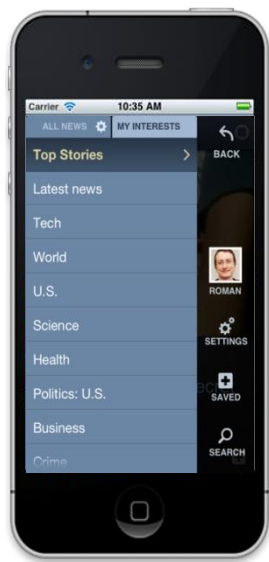 Carrier 10:35 AM
ALL NEWS MY INTERESTS
BACK
Top Stories
Latest news
Tech
World
U.S.
ROMAN
Science
SETTINGS
Health
Politics: U.S.
SAVED
Business
SEARCH
Crime